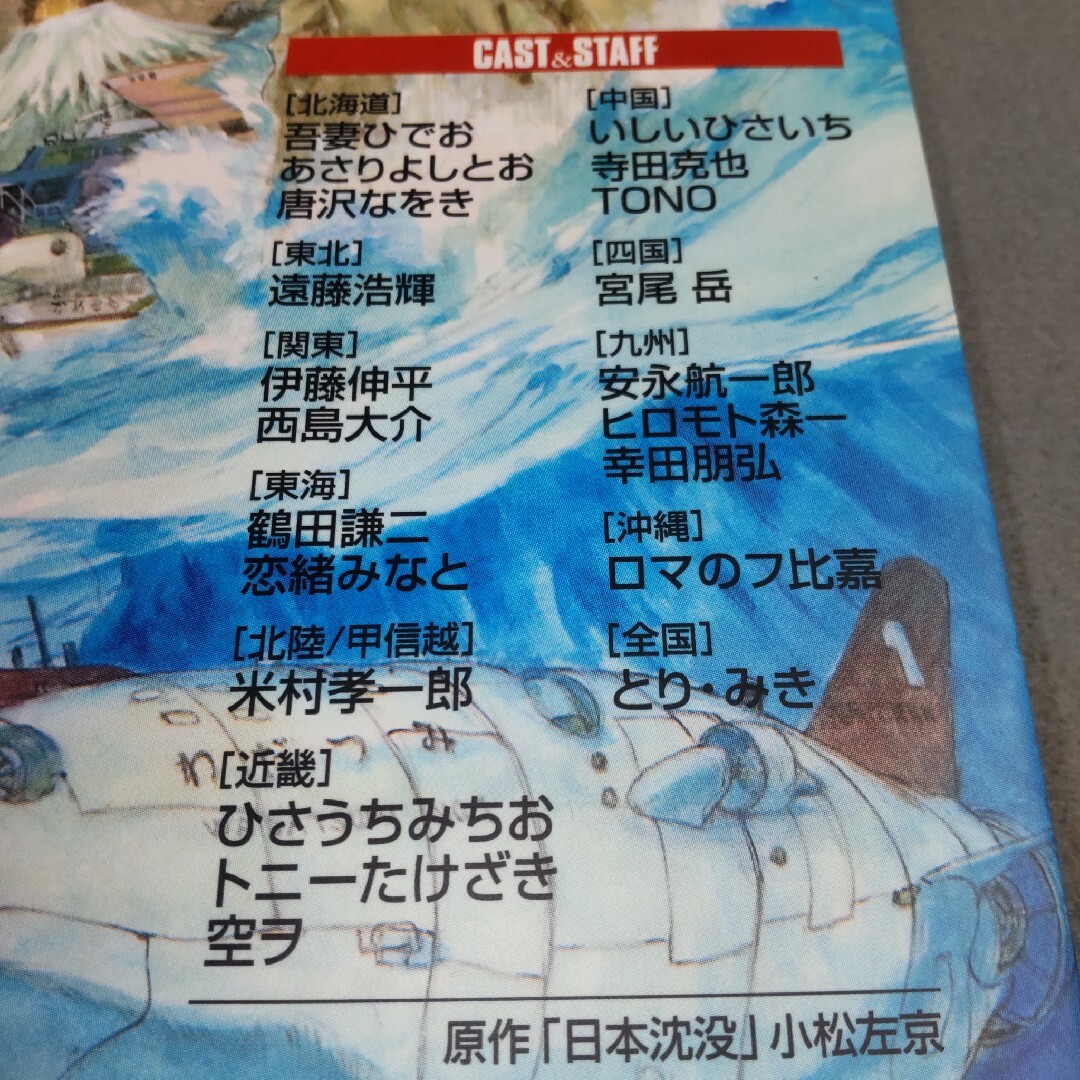 CAST&STAFF
[北海道]
吾妻ひでお
あさりよしとお
唐沢なをき
[東北]
遠藤浩輝
[関東]
伊藤伸平
西島大介
[東海]
鶴田謙二
恋緒みなと
[北陸/甲信越]
米村孝一郎
[近畿]
ひさうちみちお
トニーたけざき
空ヲ
[中国]
いしいひさいち
寺田克也
TONO
[四国]
宮尾 岳
[九州]
安永航一郎
ヒロモト森一
幸田朋弘
[沖縄]
ロマのフ比嘉
[全国]
とり・みき
わだつみ
1
原作「日本沈没」小松左京